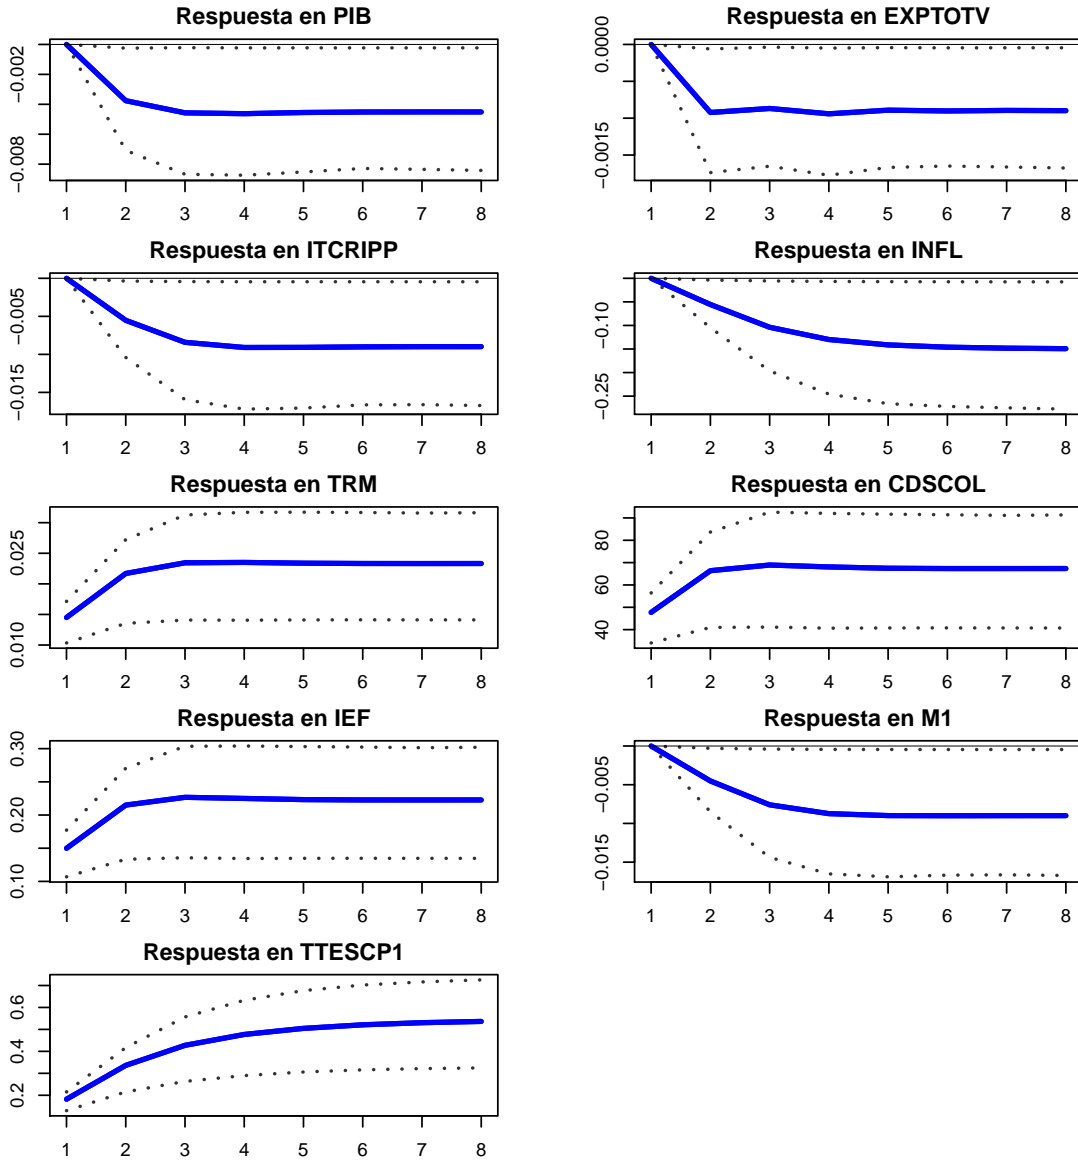 Respuesta en PIB
-0.002
-0.008
1 2 3 4 5 6 7 8
Respuesta en EXPTOTV
0.0000
-0.0015
1 2 3 4 5 6 7 8
Respuesta en ITCRIPP
-0.005
-0.015
1 2 3 4 5 6 7 8
Respuesta en INFL
-0.10
-0.25
1 2 3 4 5 6 7 8
Respuesta en TRM
0.025
0.010
1 2 3 4 5 6 7 8
Respuesta en CDSCOL
80
60
40
1 2 3 4 5 6 7 8
Respuesta en IEF
0.30
0.20
0.10
1 2 3 4 5 6 7 8
Respuesta en M1
-0.005
-0.015
1 2 3 4 5 6 7 8
Respuesta en TTESCP1
0.6
0.4
0.2
1 2 3 4 5 6 7 8